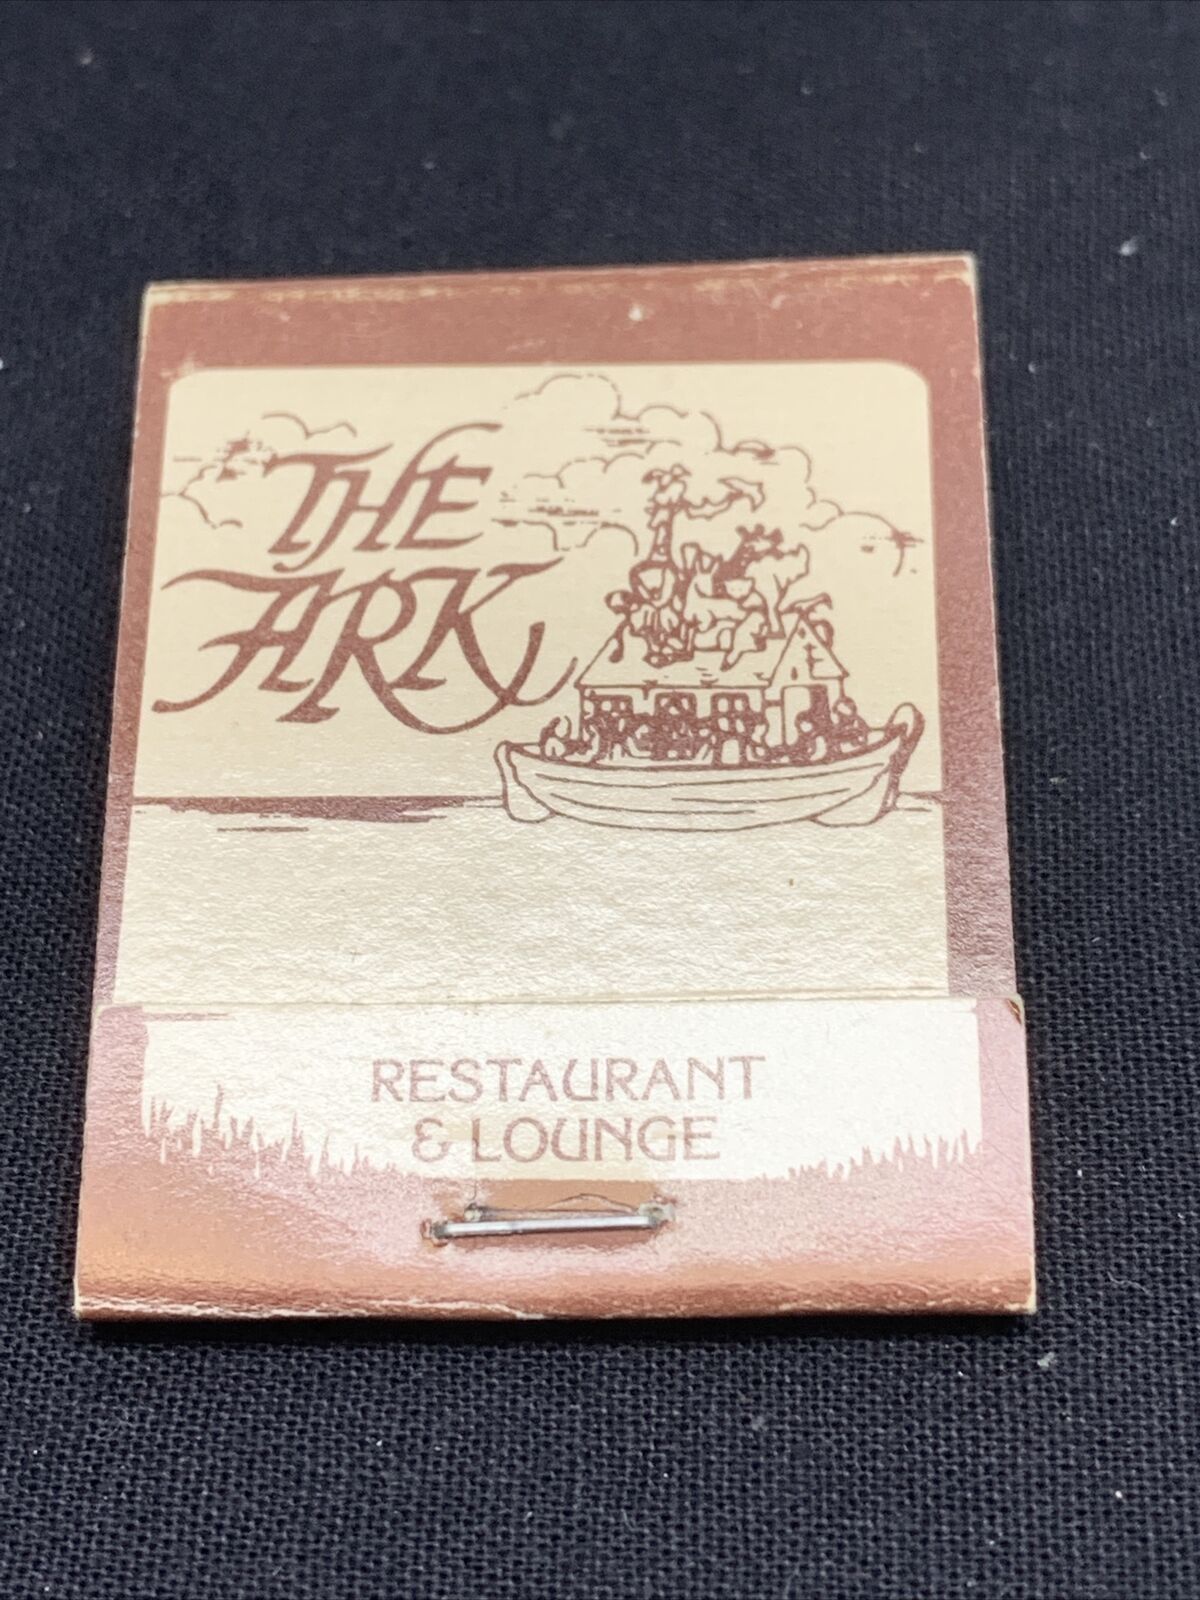 THE
ARK
RESTAURANT
& LOUNGE